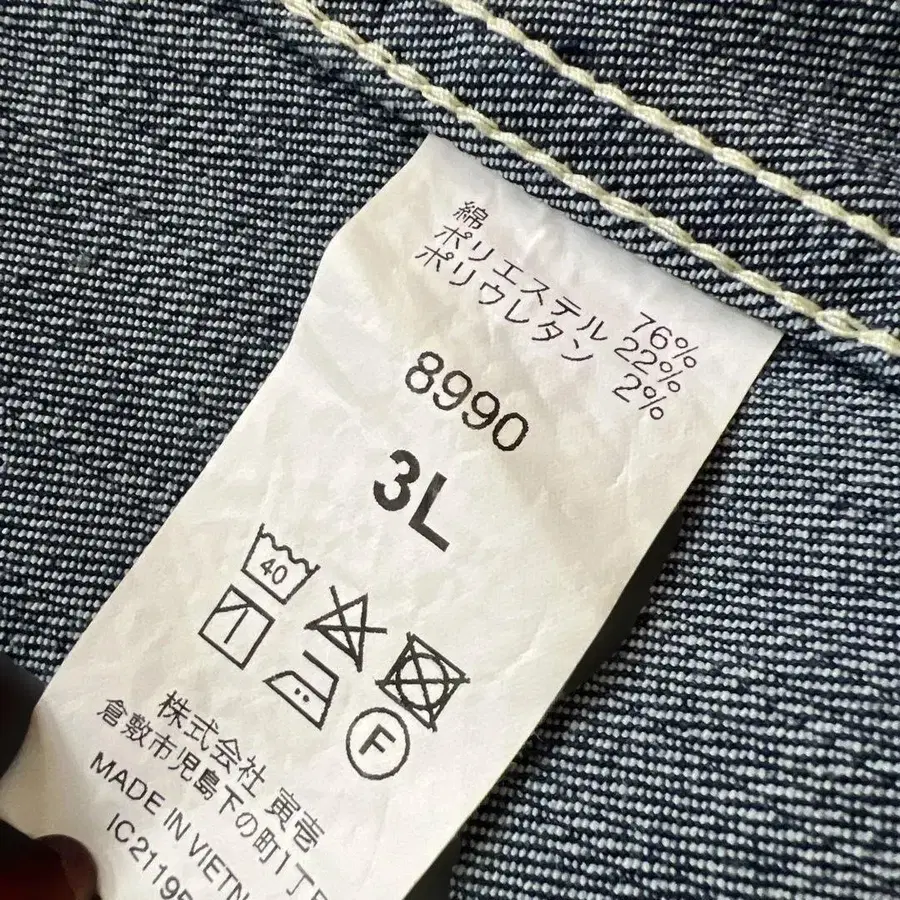 綿 76%
ポリエステル 22%
ポリウレタン 2%
8990
3L
40
F
株式会社 寅壱
倉敷市児島下の町1丁
MADE IN VIETN
IC2119